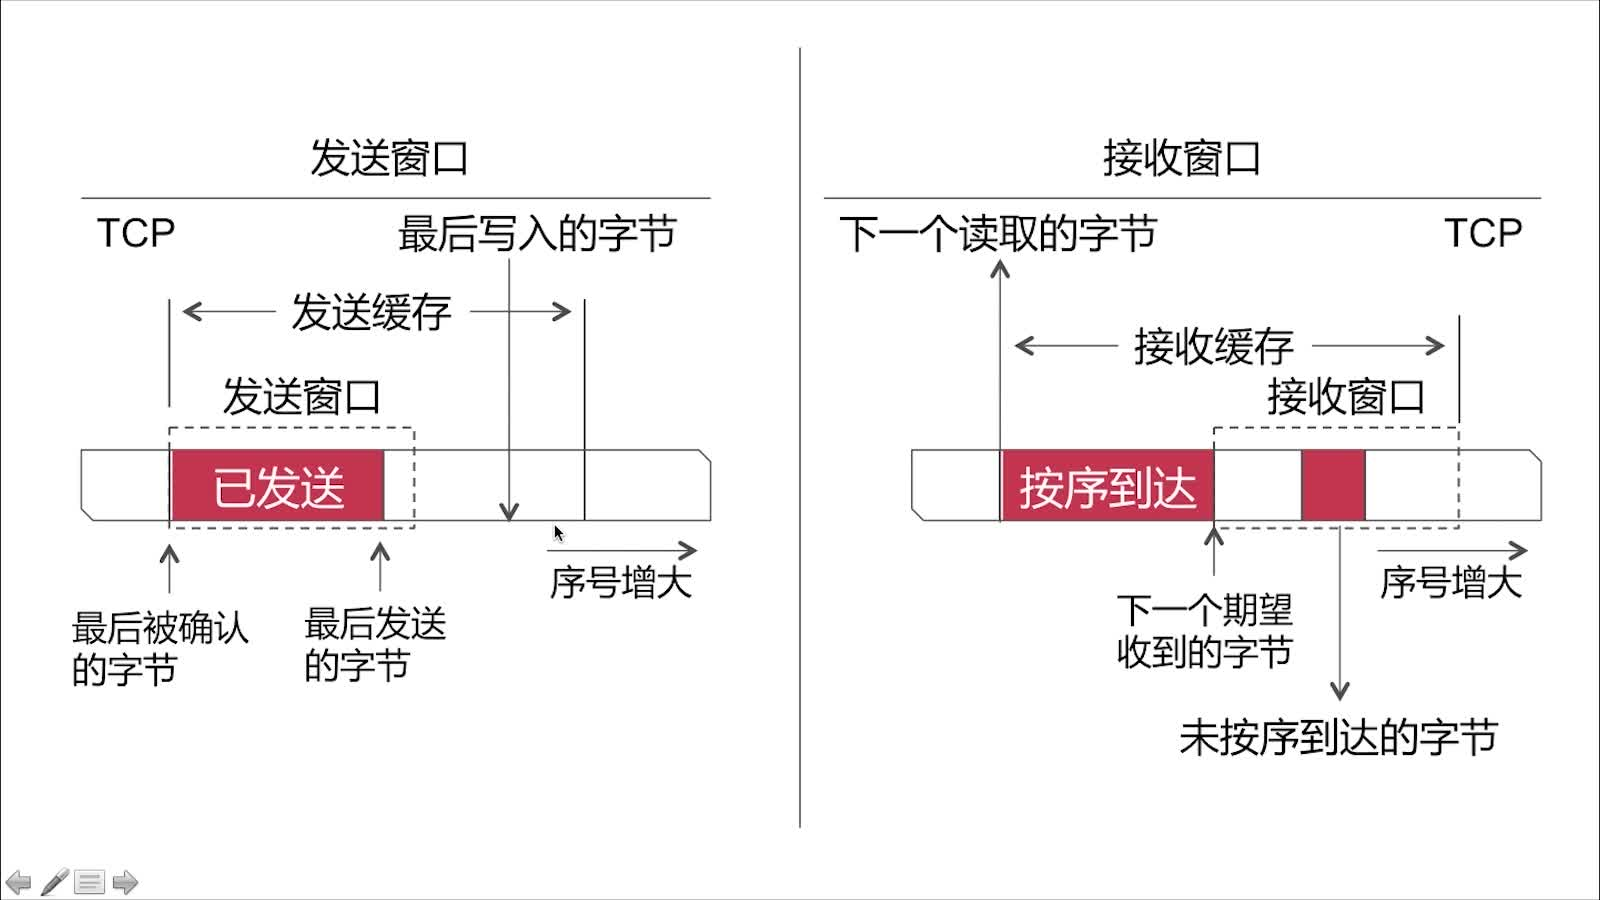 发送窗口
TCP
最后写入的字节
发送缓存
发送窗口
已发送
序号增大
最后被确认
的字节
最后发送
的字节
接收窗口
下一个读取的字节
TCP
接收缓存
接收窗口
按序到达
序号增大
下一个期望
收到的字节
未按序到达的字节